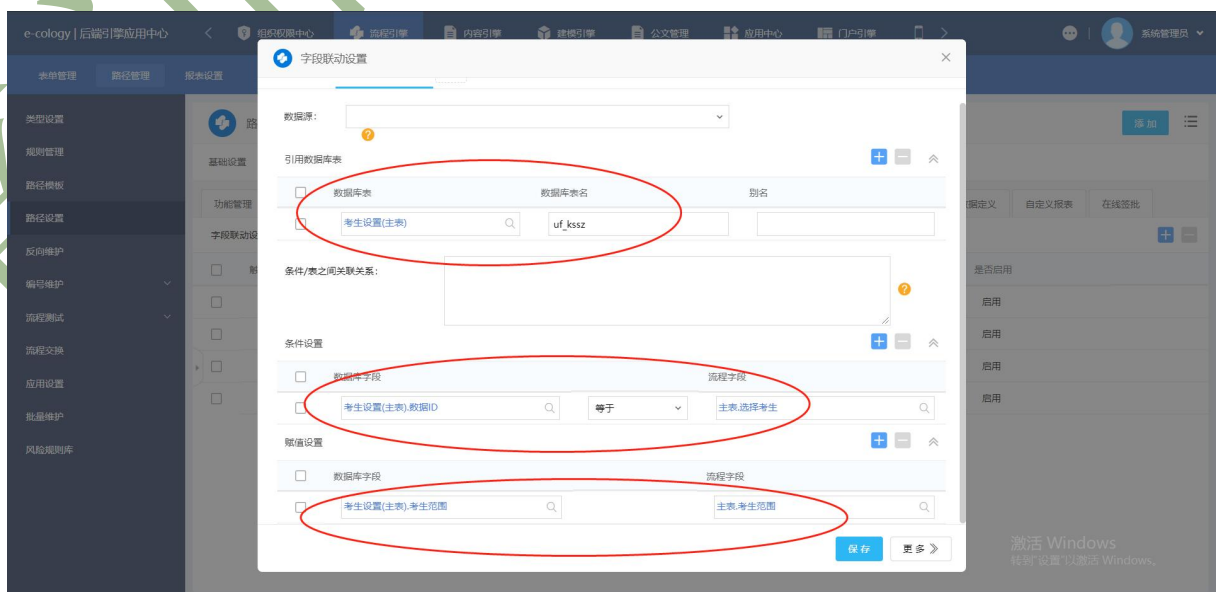 e-cology | 后端引擎应用中心 组织权限中心 流程引擎 内容引擎 建模引擎 公文管理 应用中心 门户引擎 系统管理员
表单管理 路径管理 报表设置
字段联动设置
类型设置
规则管理
路径模板
路径设置
反向维护
编号维护
流程测试
流程交换
应用设置
批量维护
风险规则库
路
添加
基础设置
功能管理
数据定义 自定义报表 在线签批
字段联动设
是否启用
启用
启用
启用
启用
数据源：
引用数据库表
数据库表 数据库表名 别名
考生设置(主表) uf_kssz
条件/表之间关联关系：
条件设置
数据库字段 流程字段
考生设置(主表).数据ID 等于 主表.选择考生
赋值设置
数据库字段 流程字段
考生设置(主表).考生范围 主表.考生范围
保存 更多
激活 Windows
转到"设置"以激活 Windows。